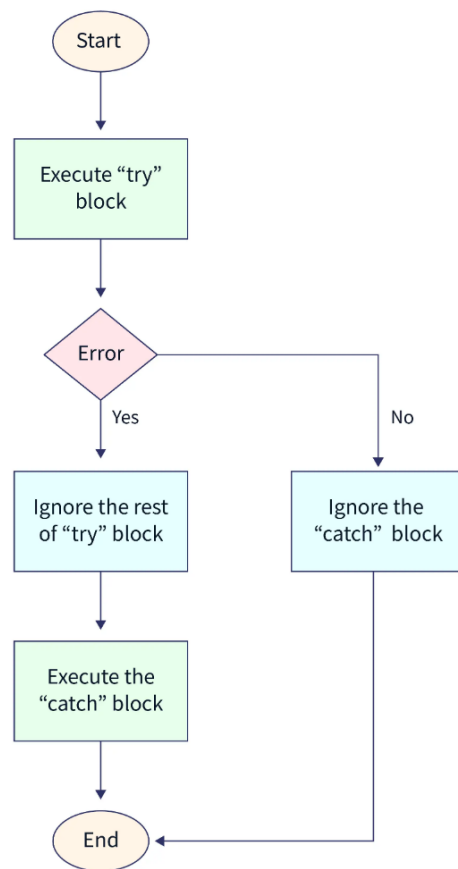 Start
Execute “try”
block
Error
Yes
No
Ignore the rest
of “try” block
Ignore the
“catch” block
Execute the
“catch” block
End